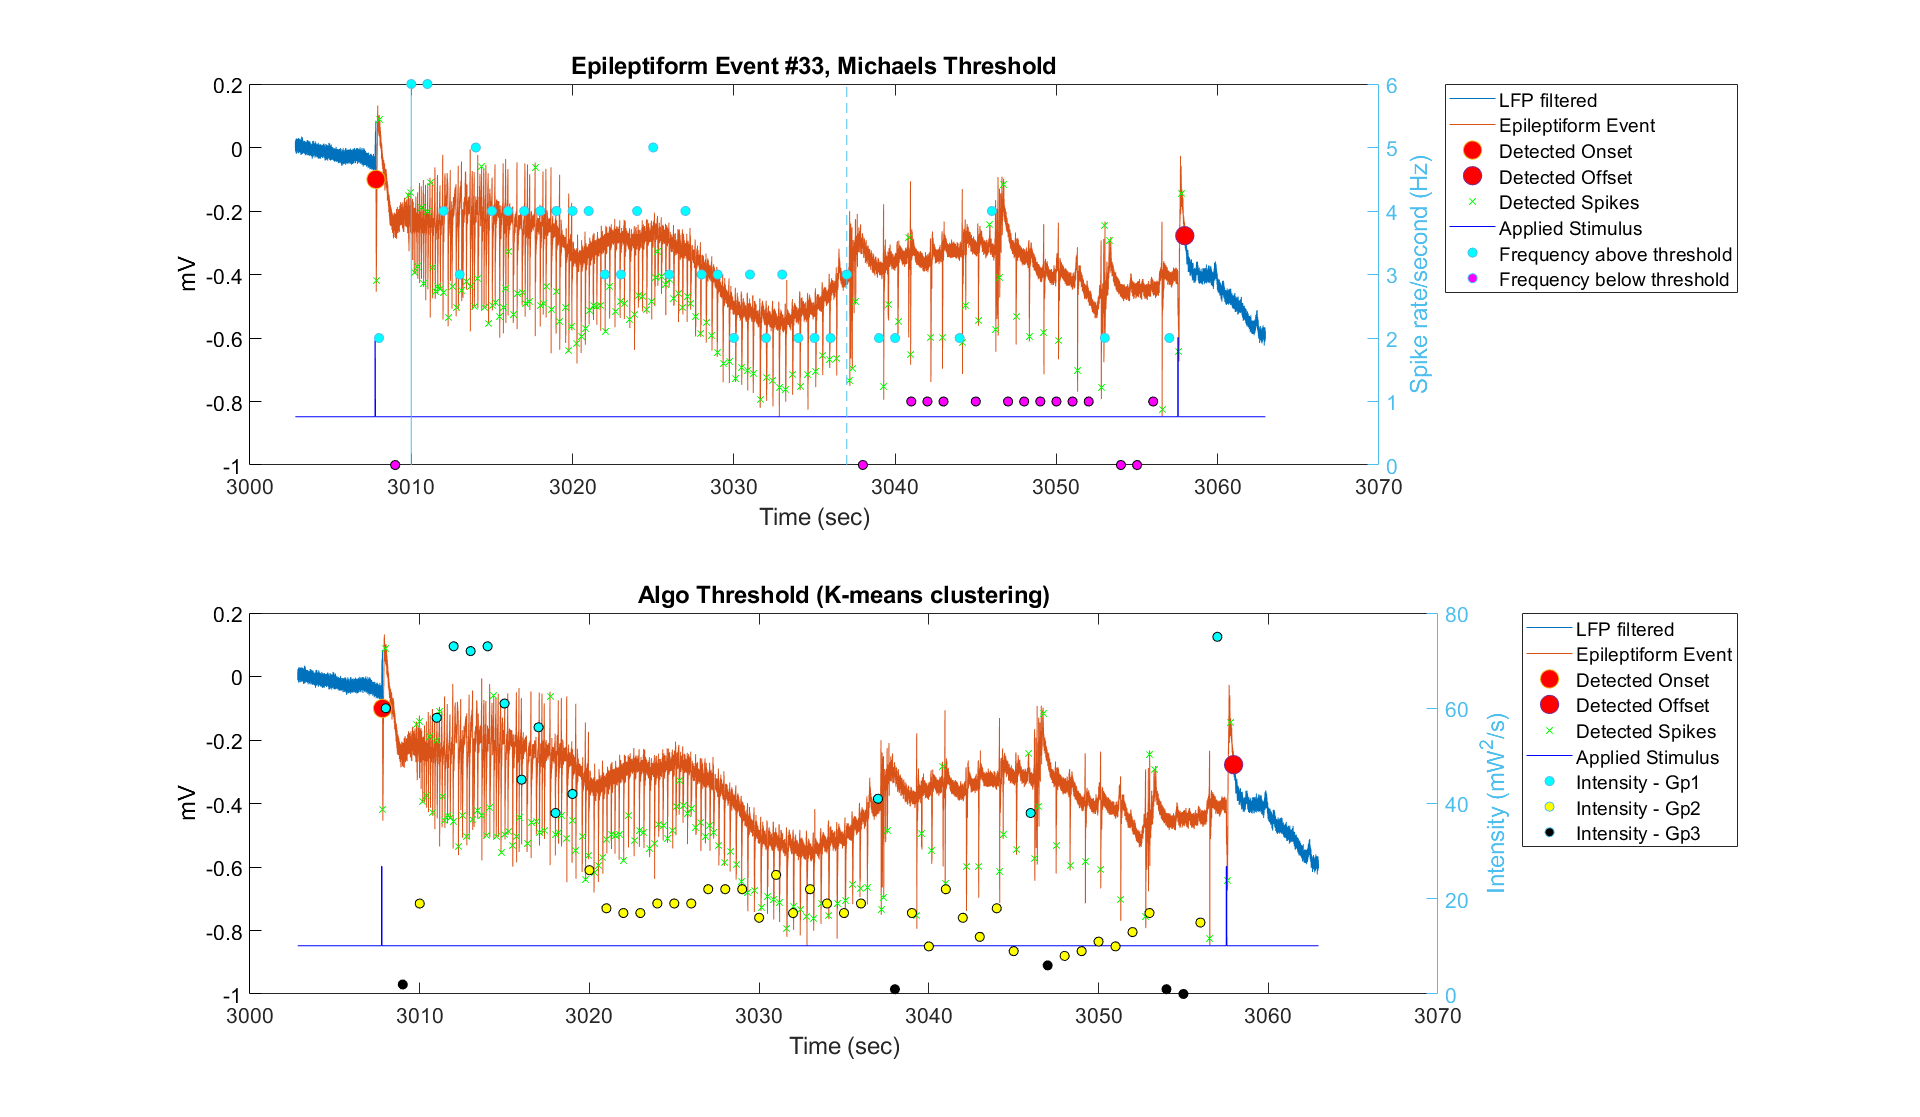 Epileptiform Event #33, Michaels Threshold
0.2
0
-0.2
-0.4
-0.6
-0.8
-1
mV
3000
3010
3020
3030
3040
3050
3060
3070
Time (sec)
6
5
4
3
2
1
0
Spike rate/second (Hz)
LFP filtered
Epileptiform Event
Detected Onset
Detected Offset
Detected Spikes
Applied Stimulus
Frequency above threshold
Frequency below threshold
Algo Threshold (K-means clustering)
0.2
0
-0.2
-0.4
-0.6
-0.8
-1
mV
3000
3010
3020
3030
3040
3050
3060
3070
Time (sec)
80
60
40
20
0
Intensity (mW²/s)
LFP filtered
Epileptiform Event
Detected Onset
Detected Offset
Detected Spikes
Applied Stimulus
Intensity - Gp1
Intensity - Gp2
Intensity - Gp3